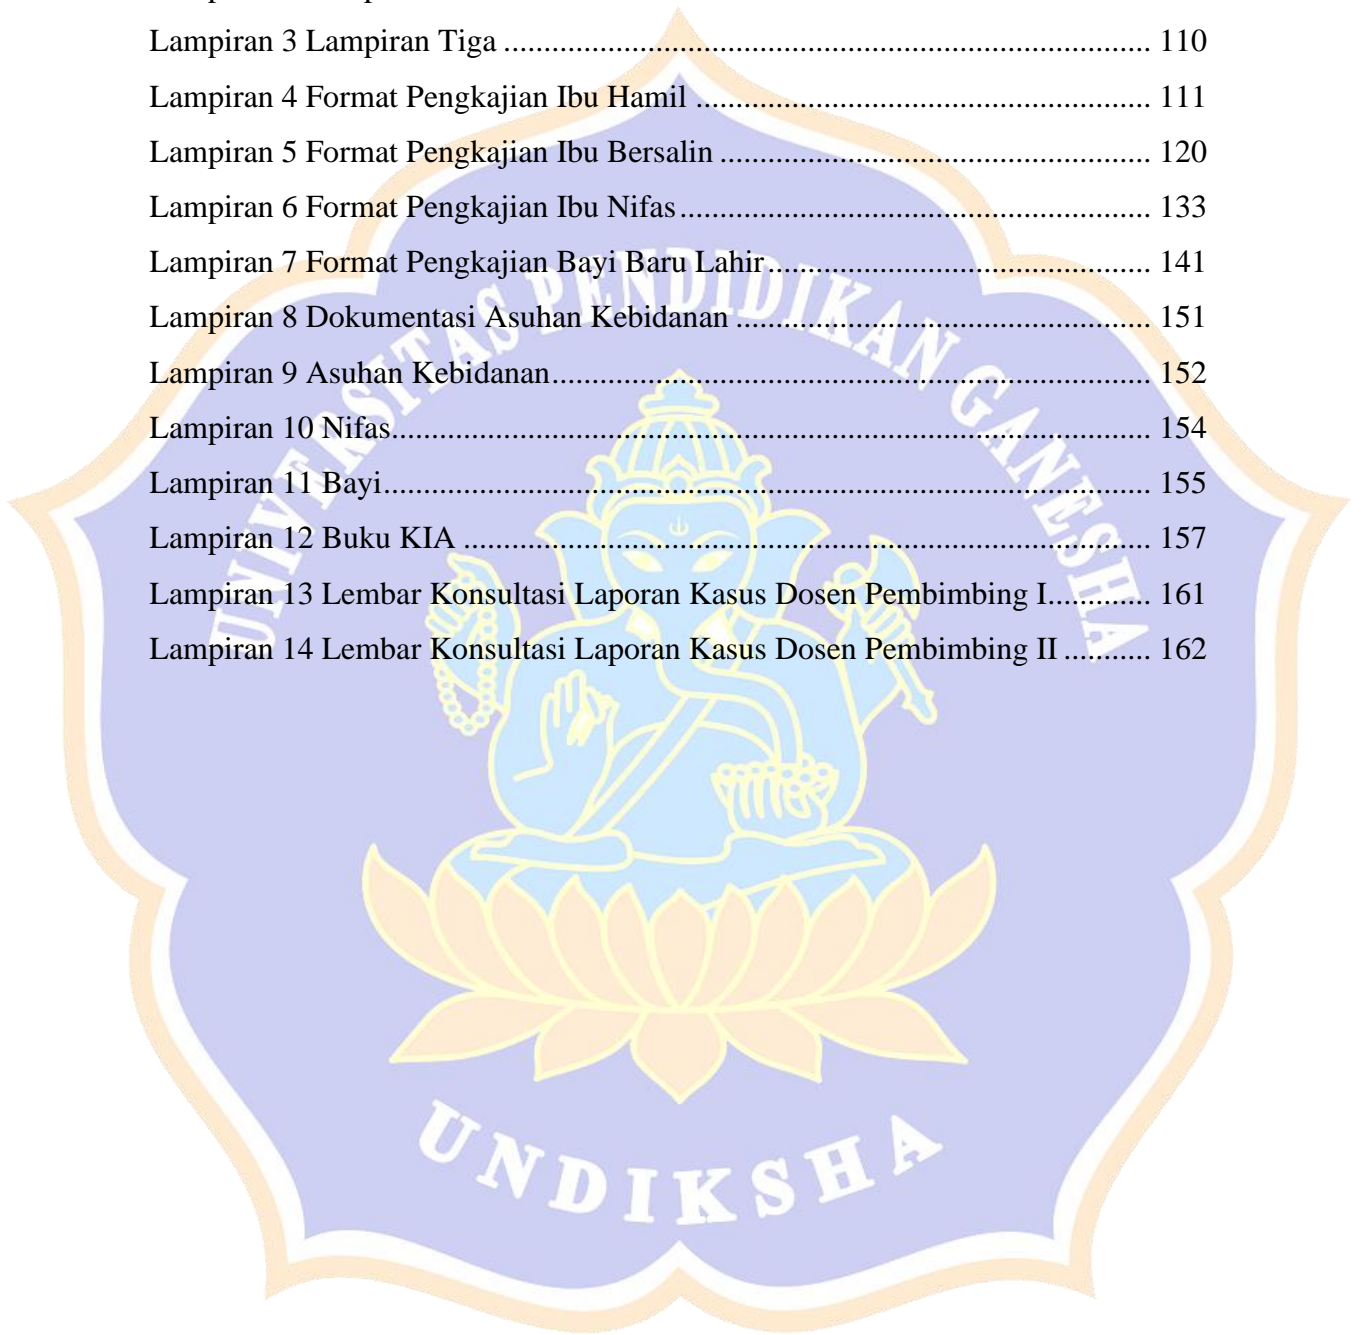 Lampiran 3 Lampiran Tiga ................................................................................ 110
Lampiran 4 Format Pengkajian Ibu Hamil ........................................................ 111
Lampiran 5 Format Pengkajian Ibu Bersalin ..................................................... 120
Lampiran 6 Format Pengkajian Ibu Nifas .......................................................... 133
Lampiran 7 Format Pengkajian Bayi Baru Lahir ............................................... 141
Lampiran 8 Dokumentasi Asuhan Kebidanan ................................................... 151
Lampiran 9 Asuhan Kebidanan .......................................................................... 152
Lampiran 10 Nifas .............................................................................................. 154
Lampiran 11 Bayi ............................................................................................... 155
Lampiran 12 Buku KIA ..................................................................................... 157
Lampiran 13 Lembar Konsultasi Laporan Kasus Dosen Pembimbing I ............. 161
Lampiran 14 Lembar Konsultasi Laporan Kasus Dosen Pembimbing II ........... 162
UNIVERSITAS PENDIDIKAN GANESHA
UNDIKSHA